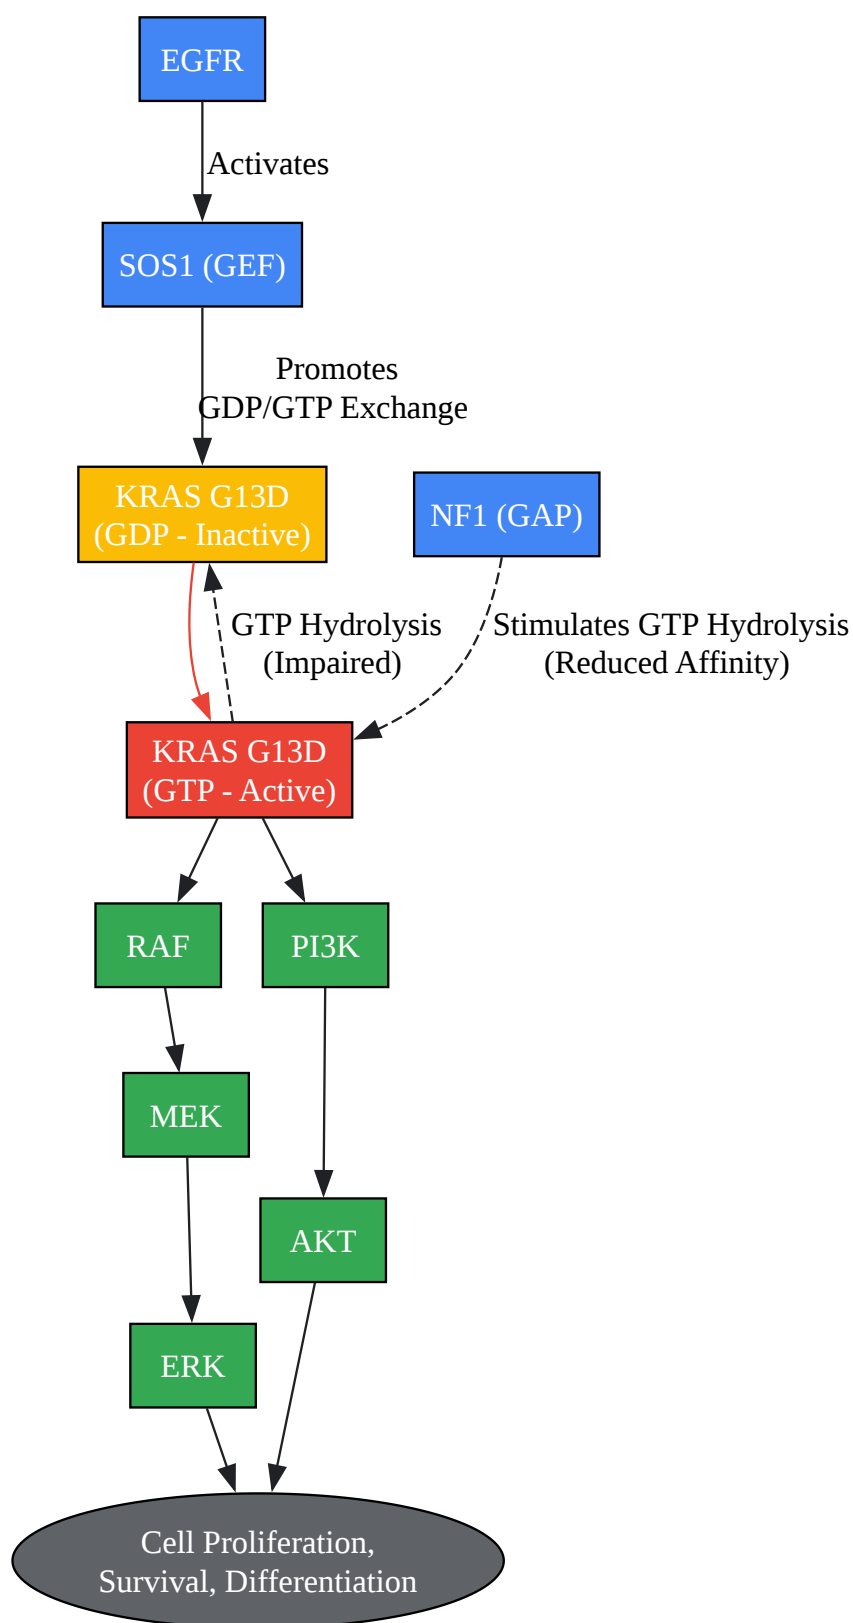 EGFR
Activates
SOS1 (GEF)
Promotes
GDP/GTP Exchange
KRAS G13D
(GDP - Inactive)
NF1 (GAP)
GTP Hydrolysis
(Impaired)
Stimulates GTP Hydrolysis
(Reduced Affinity)
KRAS G13D
(GTP - Active)
RAF
PI3K
MEK
AKT
ERK
Cell Proliferation,
Survival, Differentiation